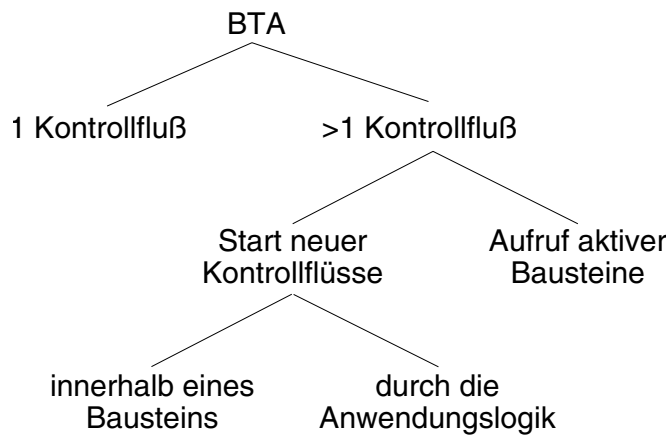 BTA
1 Kontrollfluß
>1 Kontrollfluß
Start neuer
Kontrollflüsse
Aufruf aktiver
Bausteine
innerhalb eines
Bausteins
durch die
Anwendungslogik